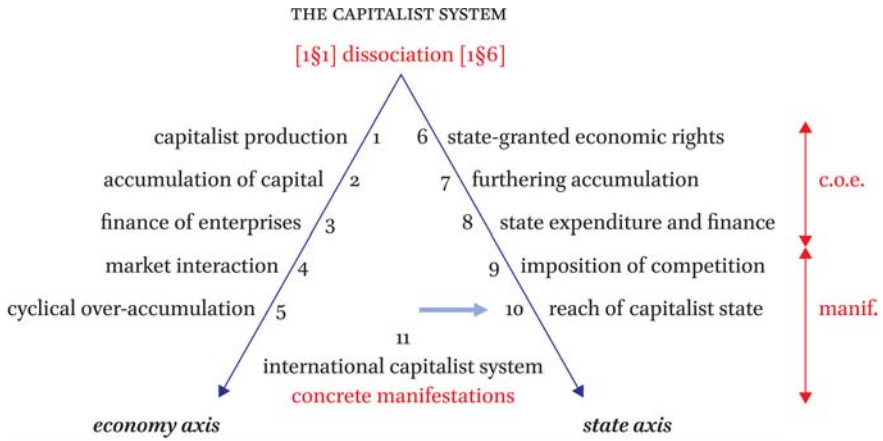 THE CAPITALIST SYSTEM
[1§1] dissociation [1§6]
capitalist production 1 6 state-granted economic rights
accumulation of capital 2 7 furthering accumulation
c.o.e.
finance of enterprises 3 8 state expenditure and finance
market interaction 4 9 imposition of competition
cyclical over-accumulation 5 10 reach of capitalist state manif.
11
international capitalist system
concrete manifestations
economy axis state axis